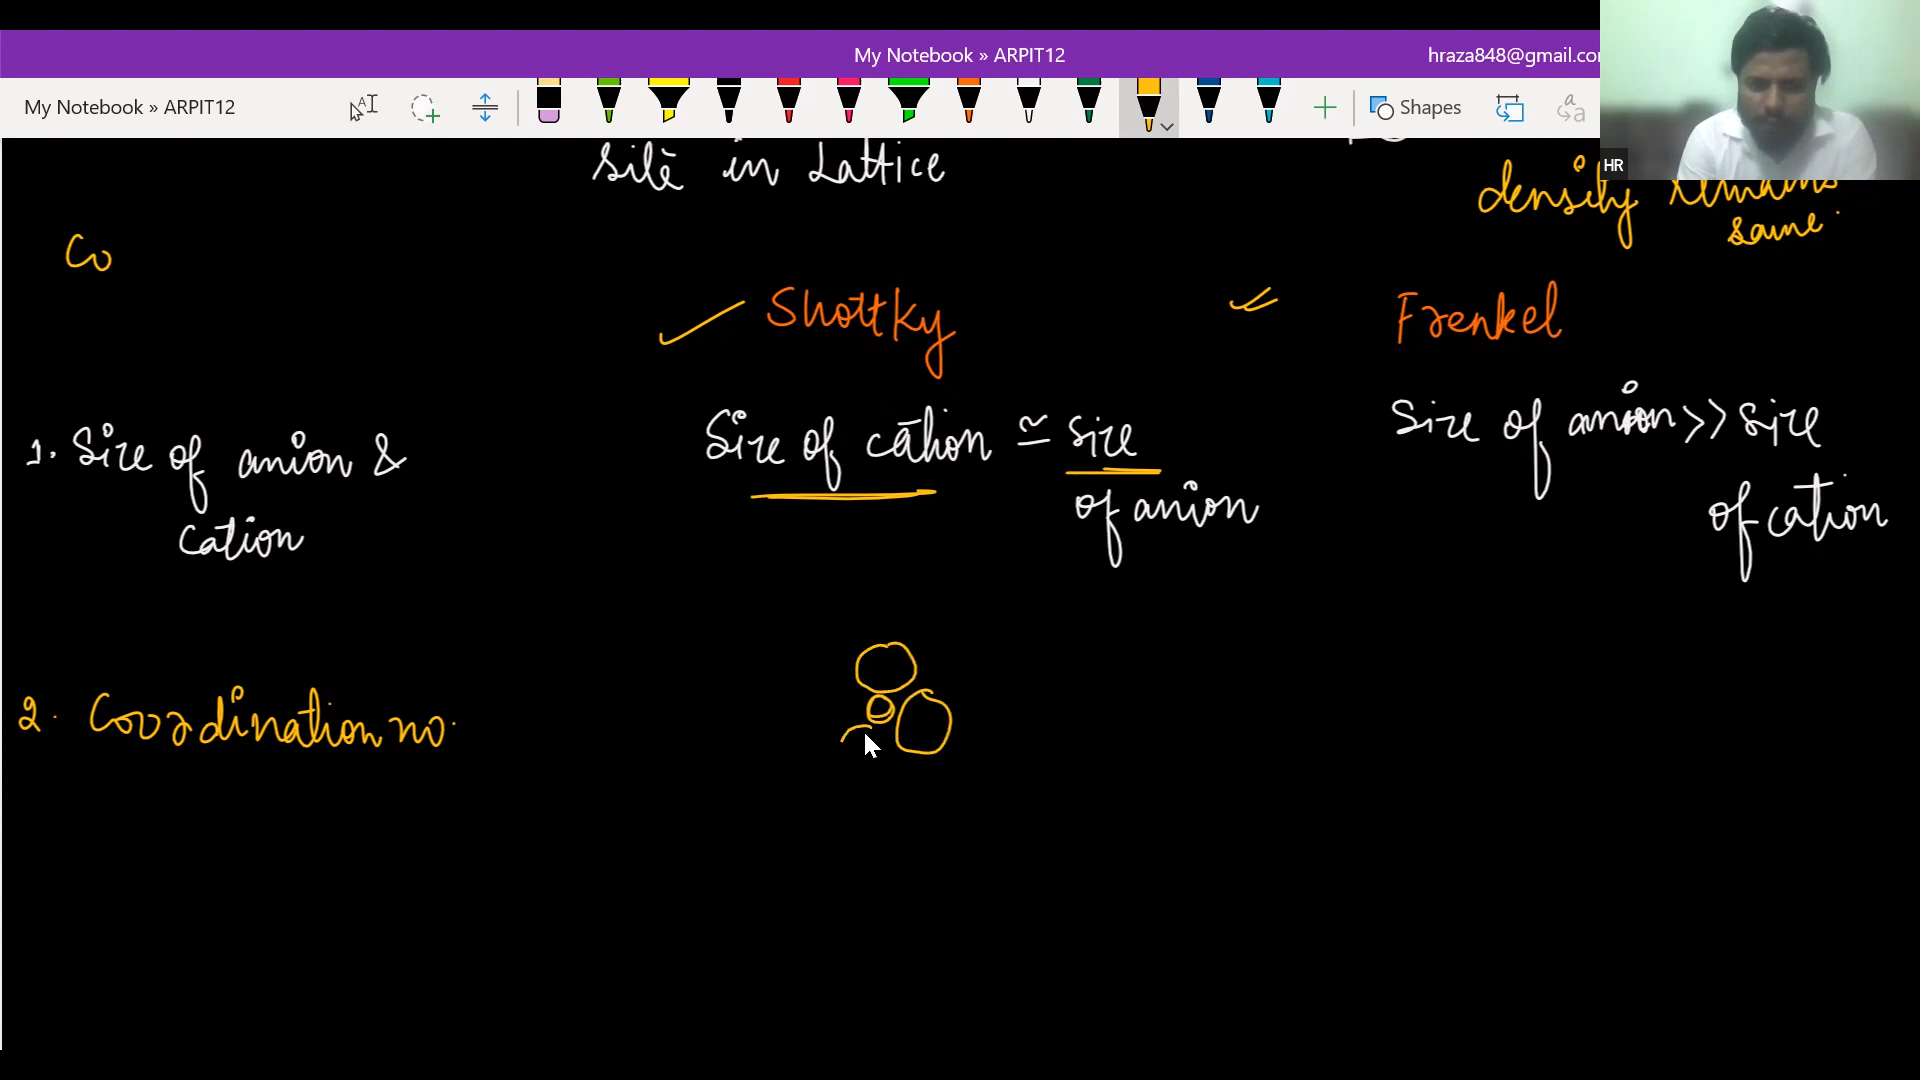 My Notebook » ARPIT12
hraza848@gmail.co
My Notebook » ARPIT12
Shapes
HR
site in Lattice
density remains
same
Co
Shottky
Frenkel
1. Size of anion &
cation
Size of cation ≃ size
of anion
Size of anion >> size
of cation
2. Coordination no.